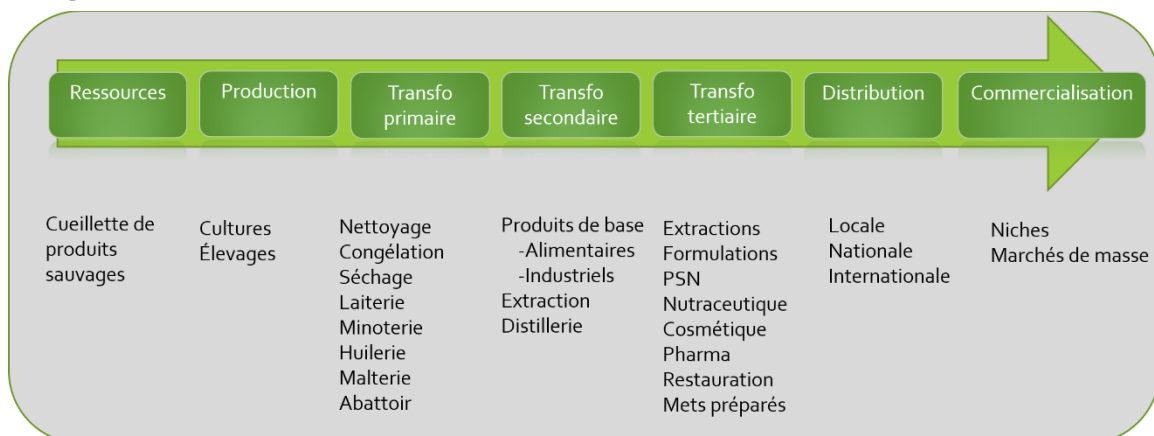 Ressources
Production
Transfo
primaire
Transfo
secondaire
Transfo
tertiaire
Distribution
Commercialisation
Cueillette de
produits
sauvages
Cultures
Élevages
Nettoyage
Congélation
Séchage
Laiterie
Minoterie
Huilerie
Malterie
Abattoir
Produits de base
-Alimentaires
-Industriels
Extraction
Distillerie
Extractions
Formulations
PSN
Nutraceutique
Cosmétique
Pharma
Restauration
Mets préparés
Locale
Nationale
Internationale
Niches
Marchés de masse